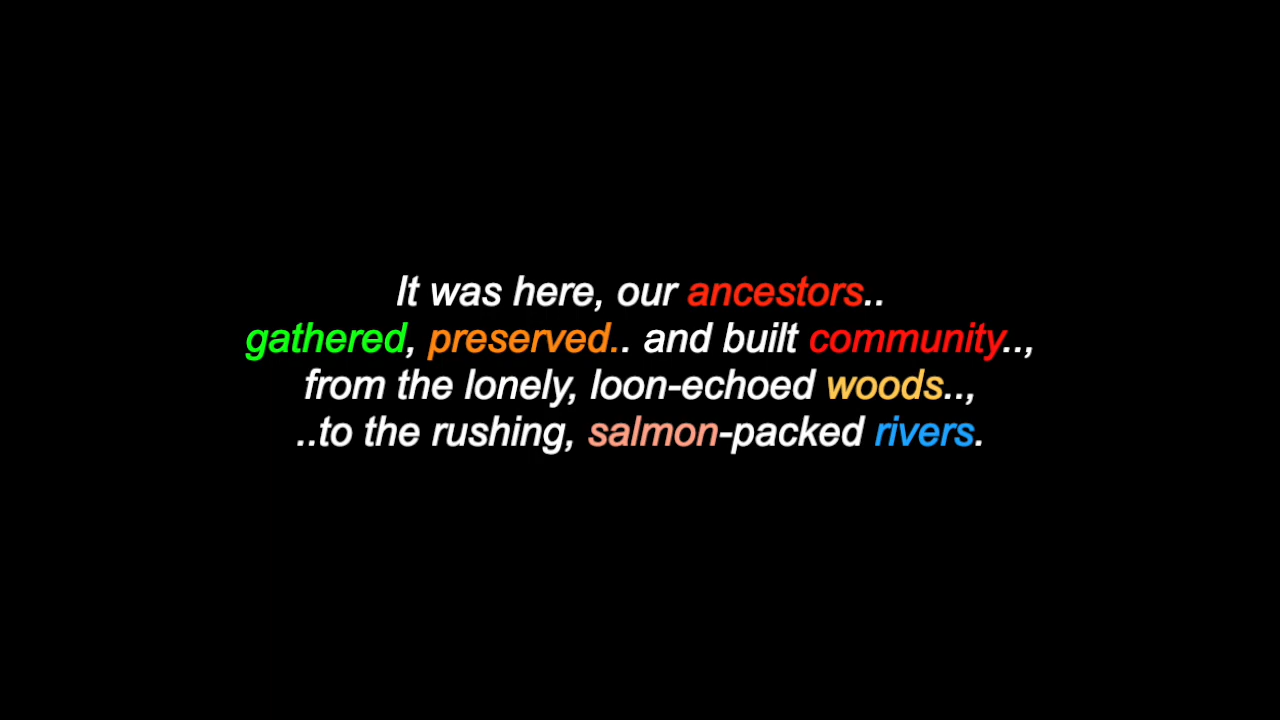 It was here, our ancestors..
gathered, preserved.. and built community..,
from the lonely, loon-echoed woods..,
..to the rushing, salmon-packed rivers.